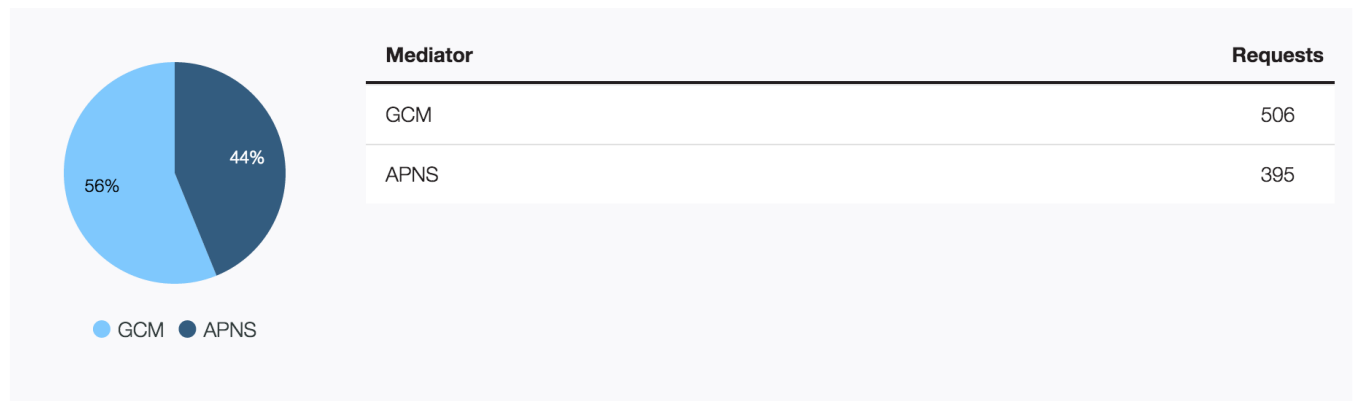 Mediator Requests
GCM 506
APNS 395
44%
56%
GCM APNS